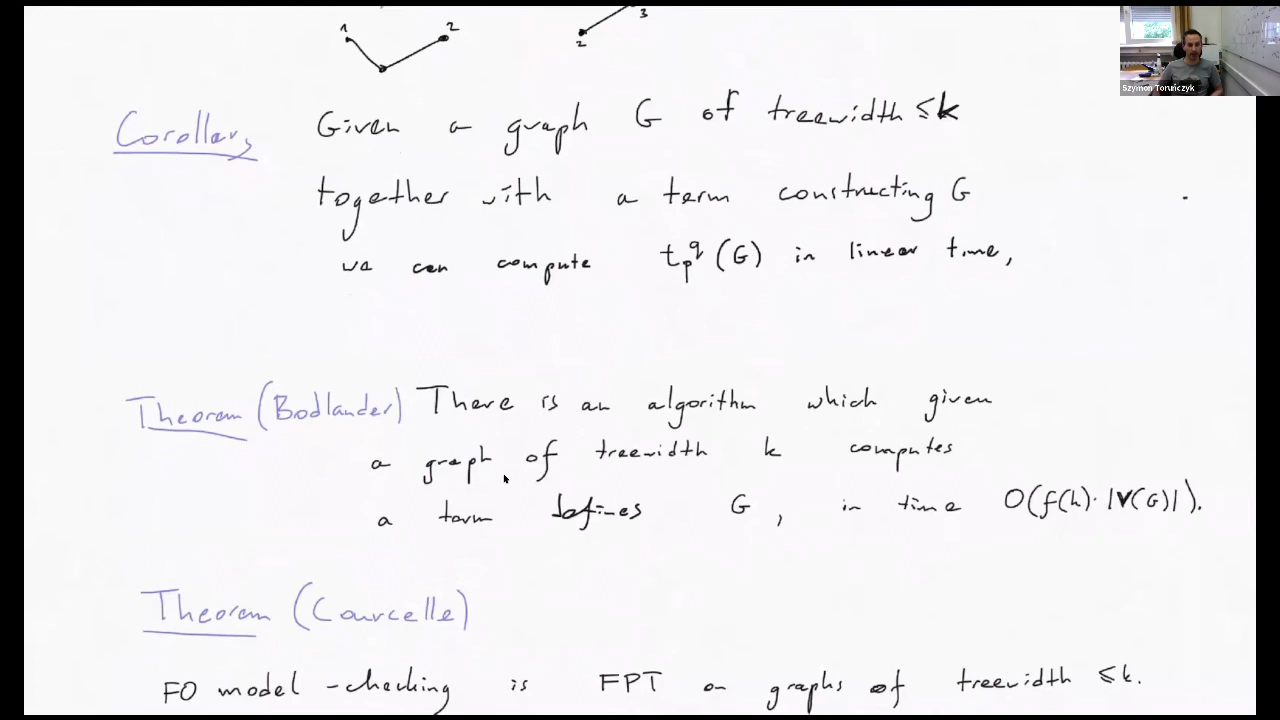 1
2
2
3
Szymon Toruńczyk
Corollary Given a graph G of treewidth ≤k
together with a term constructing G
we can compute tp^q(G) in linear time,
Theorem (Bodlander) There is an algorithm which given
a graph of treewidth k computes
a term defines G, in time O(f(k)·|V(G)|).
Theorem (Courcelle)
FO model-checking is FPT on graphs of treewidth ≤k.